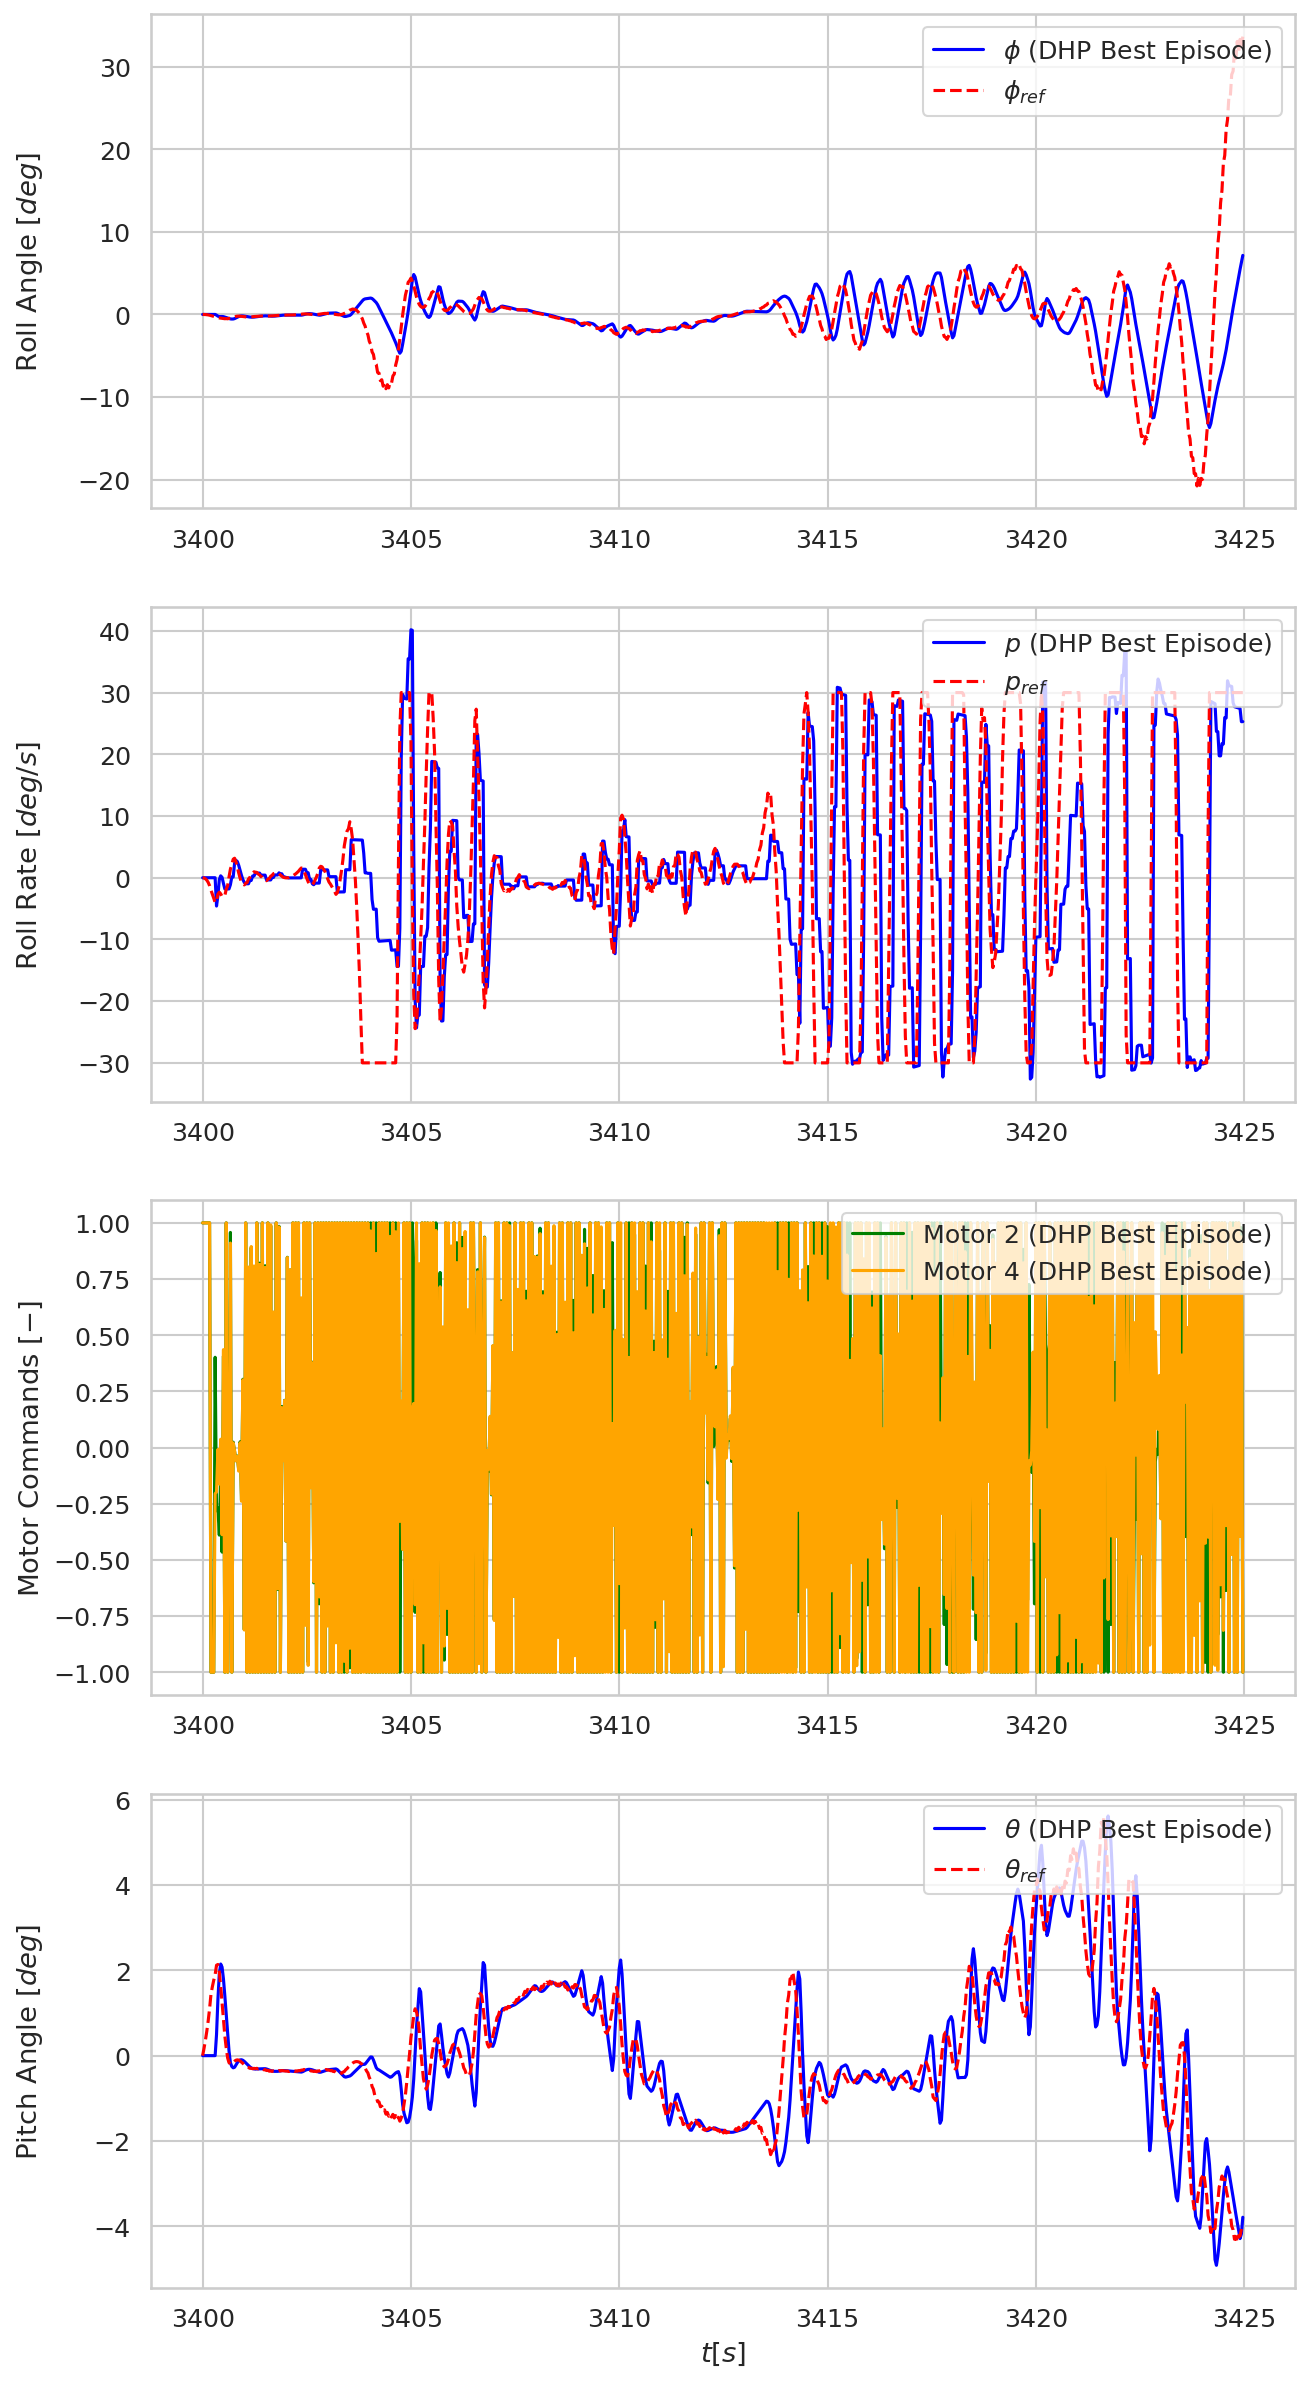 30
20
10
0
−10
−20
Roll Angle [deg]
ϕ (DHP Best Episode)
ϕref
3400 3405 3410 3415 3420 3425
40
30
20
10
0
−10
−20
−30
Roll Rate [deg/s]
p (DHP Best Episode)
pref
3400 3405 3410 3415 3420 3425
1.00
0.75
0.50
0.25
0.00
−0.25
−0.50
−0.75
−1.00
Motor Commands [−]
Motor 2 (DHP Best Episode)
Motor 4 (DHP Best Episode)
3400 3405 3410 3415 3420 3425
6
4
2
0
−2
−4
Pitch Angle [deg]
θ (DHP Best Episode)
θref
3400 3405 3410 3415 3420 3425
t[s]